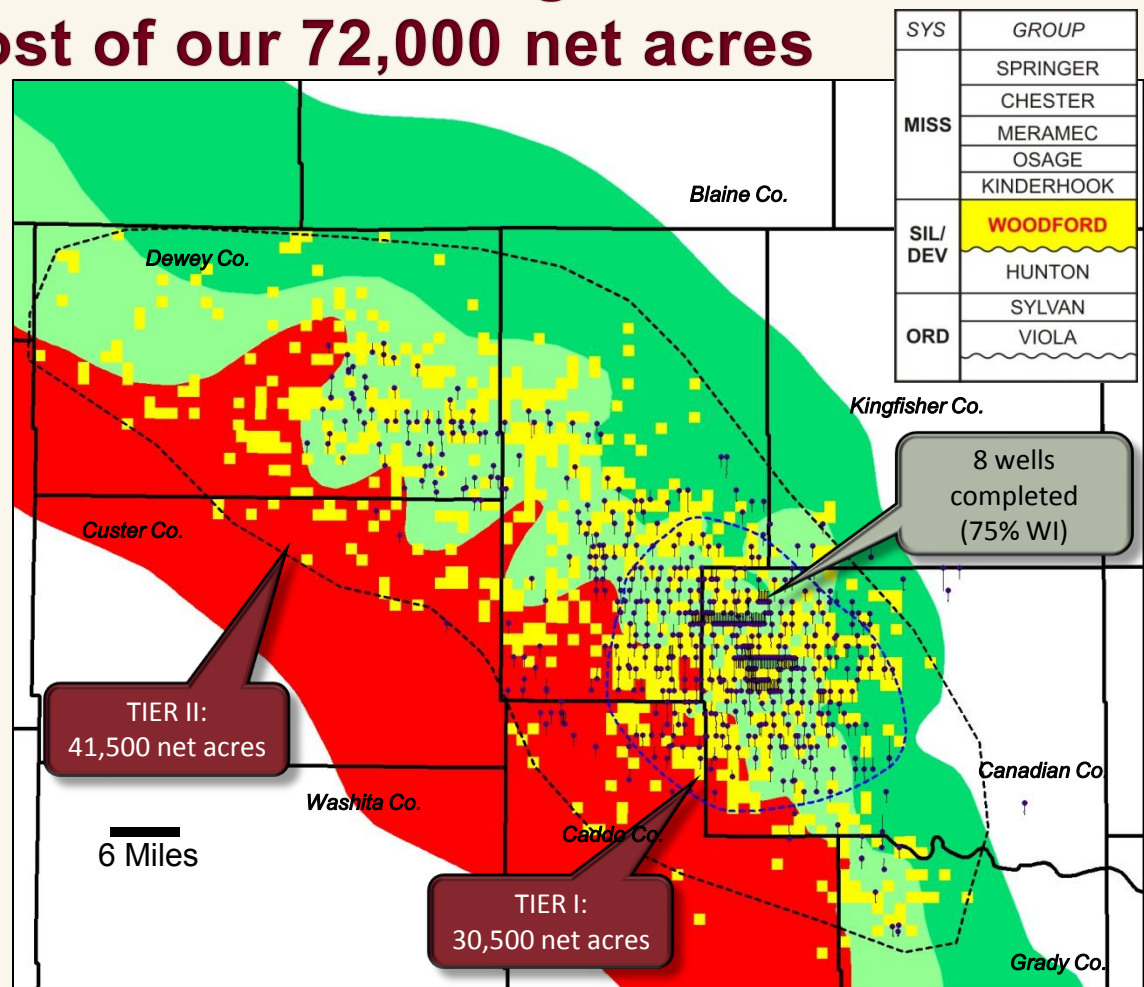 of our 72,000 net acres
SYS GROUP
MISS
SPRINGER
CHESTER
MERAMEC
OSAGE
KINDERHOOK
SIL/
DEV
WOODFORD
HUNTON
ORD
SYLVAN
VIOLA
Blaine Co.
Dewey Co.
Kingfisher Co.
8 wells
completed
(75% WI)
Custer Co.
TIER II:
41,500 net acres
Canadian Co.
Washita Co.
Caddo Co.
6 Miles
TIER I:
30,500 net acres
Grady Co.